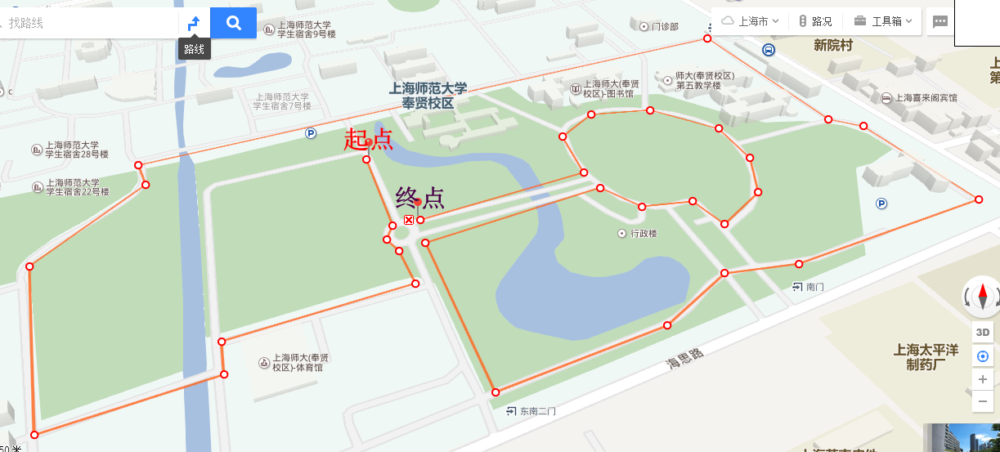 找路线
路线
上海师范大学
学生宿舍9号楼
门诊部
上海市
路况
工具箱
新院村
上
第
c
上海师范大学
学生宿舍7号楼
上海师范大学
奉贤校区
上海师大(奉贤
校区)-图书馆
师大(奉贤校区)
第五教学楼
上海喜来阁宾馆
P
起点
上海师范大学
学生宿舍28号楼
上海师范大学
学生宿舍22号楼
终点
P
行政楼
南门
3D
上海太平洋
制药厂
上海师大(奉贤
校区)-体育馆
海思路
东南二门
50米